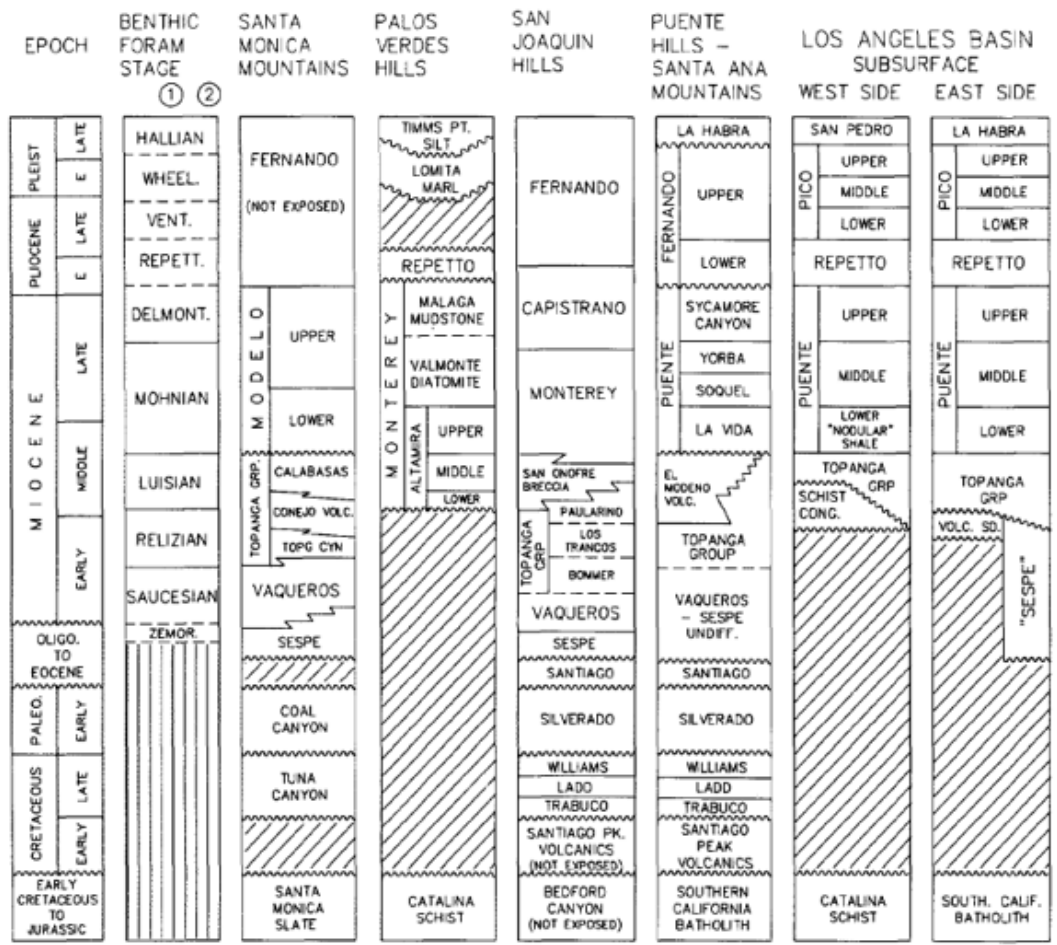 EPOCH
BENTHIC
FORAM
STAGE
① ②
SANTA
MONICA
MOUNTAINS
PALOS
VERDES
HILLS
SAN
JOAQUIN
HILLS
PUENTE
HILLS –
SANTA ANA
MOUNTAINS
LOS ANGELES BASIN
SUBSURFACE
WEST SIDE
EAST SIDE
PLEIST
LATE
E
PLIOCENE
LATE
E
MIOCENE
LATE
MIDDLE
EARLY
OLIGO.
TO
EOCENE
PALEO.
EARLY
CRETACEOUS
LATE
EARLY
EARLY
CRETACEOUS
TO
JURASSIC
HALLIAN
WHEEL.
VENT.
REPETT.
DELMONT.
MOHNIAN
LUISIAN
RELIZIAN
SAUCESIAN
ZEMOR.
FERNANDO
(NOT EXPOSED)
MODELO
UPPER
LOWER
TOPANGA GRP.
CALABASAS
CONEJO VOLC.
TOPG CYN
VAQUEROS
SESPE
COAL
CANYON
TUNA
CANYON
SANTA
MONICA
SLATE
TIMMS PT.
SILT
LOMITA
MARL
REPETTO
MONTEREY
MALAGA
MUDSTONE
VALMONTE
DIATOMITE
ALTAMIRA
UPPER
MIDDLE
LOWER
CATALINA
SCHIST
FERNANDO
CAPISTRANO
MONTEREY
SAN ONOFRE
BRECCIA
TOPANGA
GRP
PAULARINO
LOS
TRANCOS
BOMMER
VAQUEROS
SESPE
SANTIAGO
SILVERADO
WILLIAMS
LADD
TRABUCO
SANTIAGO PK.
VOLCANICS
(NOT EXPOSED)
BEDFORD
CANYON
(NOT EXPOSED)
LA HABRA
FERNANDO
UPPER
LOWER
PUENTE
SYCAMORE
CANYON
YORBA
SOQUEL
LA VIDA
EL
MODENO
VOLC.
TOPANGA
GROUP
VAQUEROS
– SESPE
UNDIFF.
SANTIAGO
SILVERADO
WILLIAMS
LADD
TRABUCO
SANTIAGO
PEAK
VOLCANICS
SOUTHERN
CALIFORNIA
BATHOLITH
SAN PEDRO
PICO
UPPER
MIDDLE
LOWER
REPETTO
PUENTE
UPPER
MIDDLE
LOWER
"NODULAR"
SHALE
TOPANGA
GRP
SCHIST
CONG.
CATALINA
SCHIST
LA HABRA
PICO
UPPER
MIDDLE
LOWER
REPETTO
PUENTE
UPPER
MIDDLE
LOWER
TOPANGA
GRP
VOLC. SD.
"SESPE"
SOUTH. CALIF.
BATHOLITH